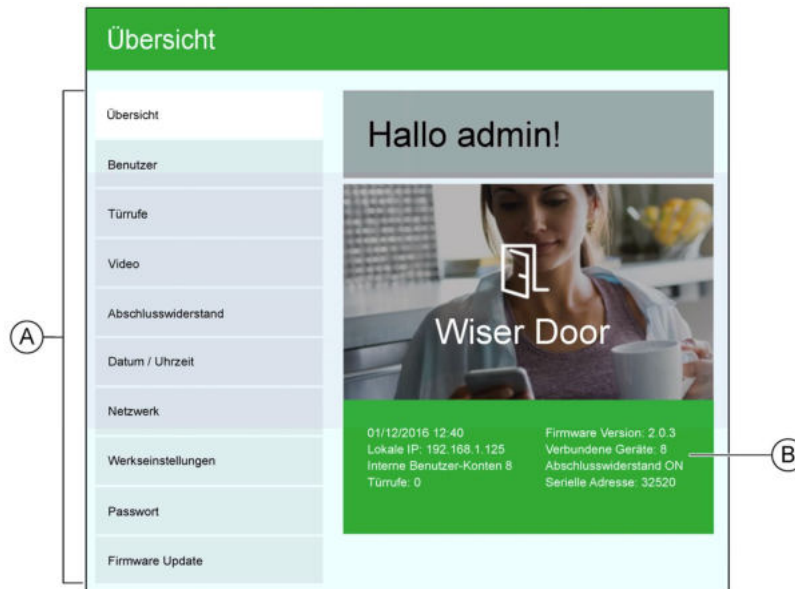 Übersicht
Übersicht
Benutzer
Türrufe
Video
Abschlusswiderstand
Datum / Uhrzeit
Netzwerk
Werkseinstellungen
Passwort
Firmware Update
A
Hallo admin!
Wiser Door
01/12/2016 12:40
Lokale IP: 192.168.1.125
Interne Benutzer-Konten 8
Türrufe: 0
Firmware Version: 2.0.3
Verbundene Geräte: 8
Abschlusswiderstand ON
Serielle Adresse: 32520
B